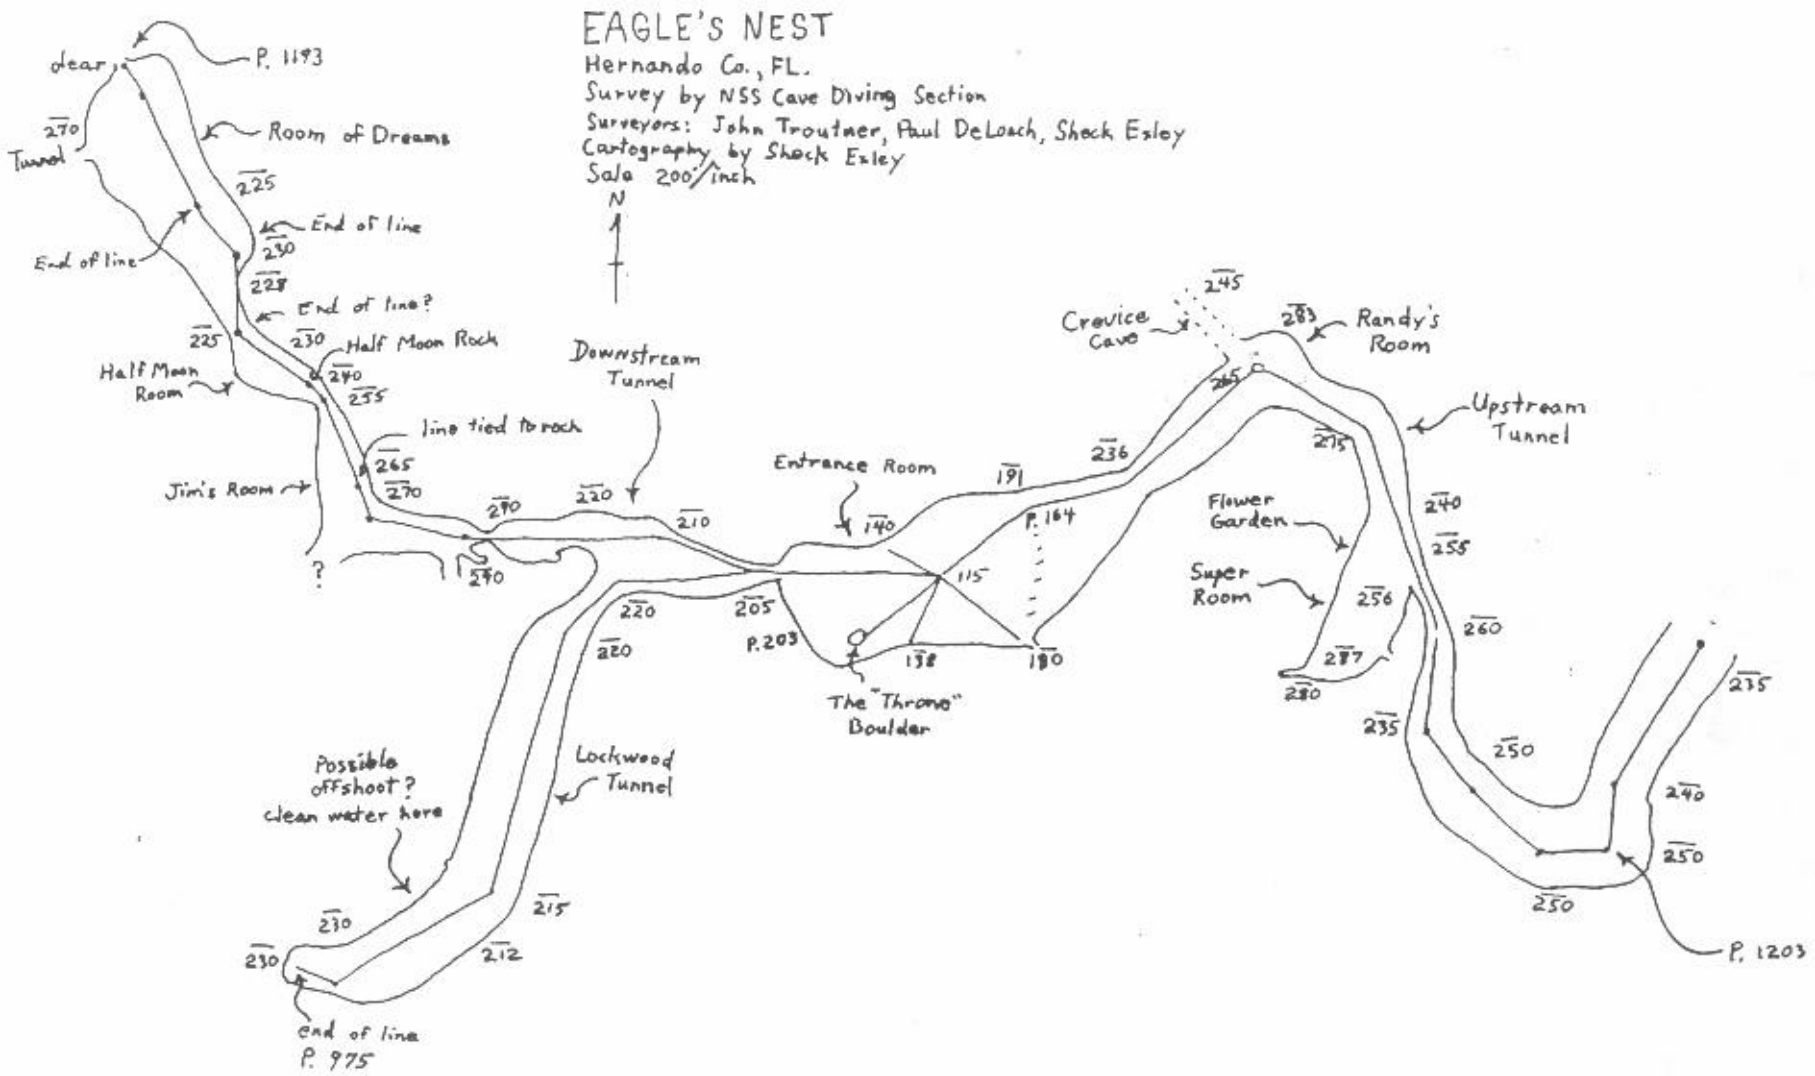 EAGLE'S NEST
Hernando Co., FL.
Survey by NSS Cave Diving Section
Surveyors: John Troutner, Paul DeLoach, Sheck Exley
Cartography by Sheck Exley
Sale 200'/inch
N
P. 1193
270
Tunnel
Room of Dreams
225
End of line
230
End of line
228
End of line?
225
230
Half Moon Rock
240
Half Moon
Room
255
line tied to rock
265
Jim's Room
270
290
220
Downstream
Tunnel
210
?
290
220
205
220
P. 203
Entrance Room
140
191
236
P. 164
115
138
180
The "Throne"
Boulder
Lockwood
Tunnel
Possible
offshoot?
clean water here
230
230
215
212
end of line
P. 975
245
Crevice
Cave
283
Randy's
Room
265
Upstream
Tunnel
275
Flower
Garden
240
255
Super
Room
256
260
287
280
235
250
235
240
250
250
P. 1203